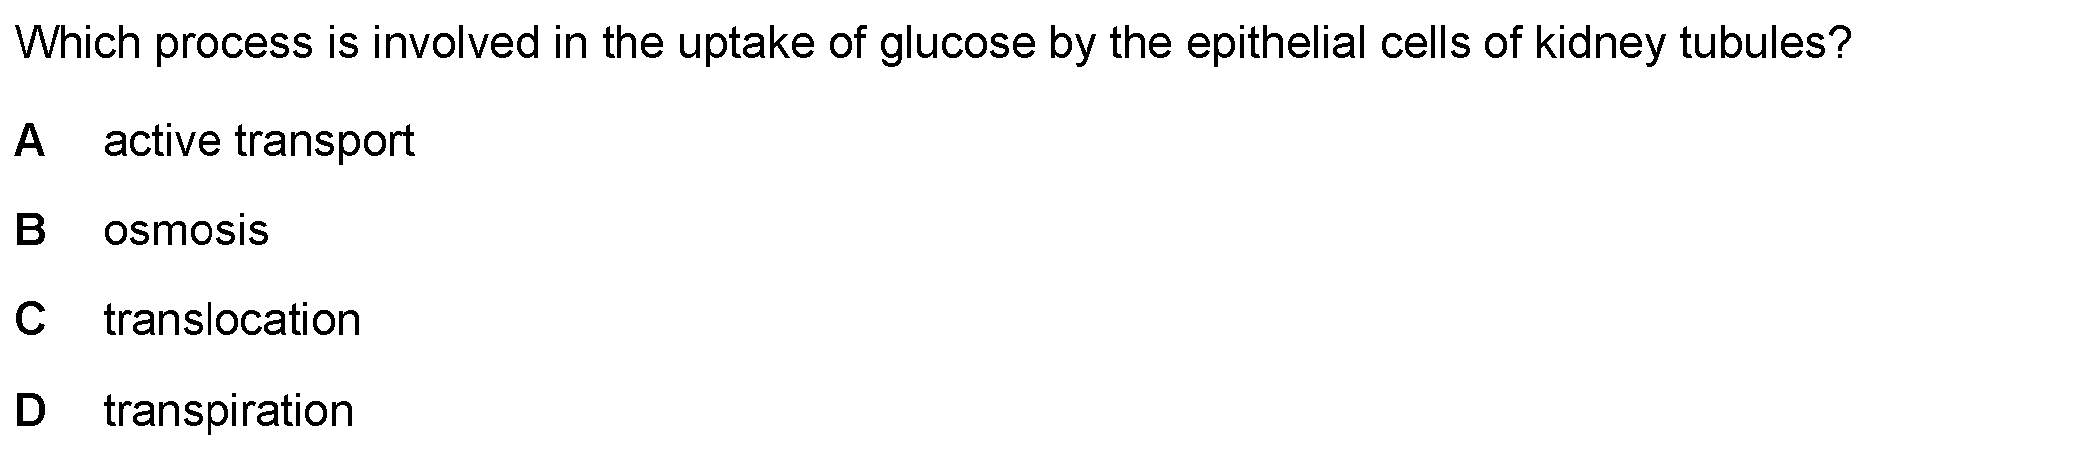 Which process is involved in the uptake of glucose by the epithelial cells of kidney tubules?
A active transport
B osmosis
C translocation
D transpiration